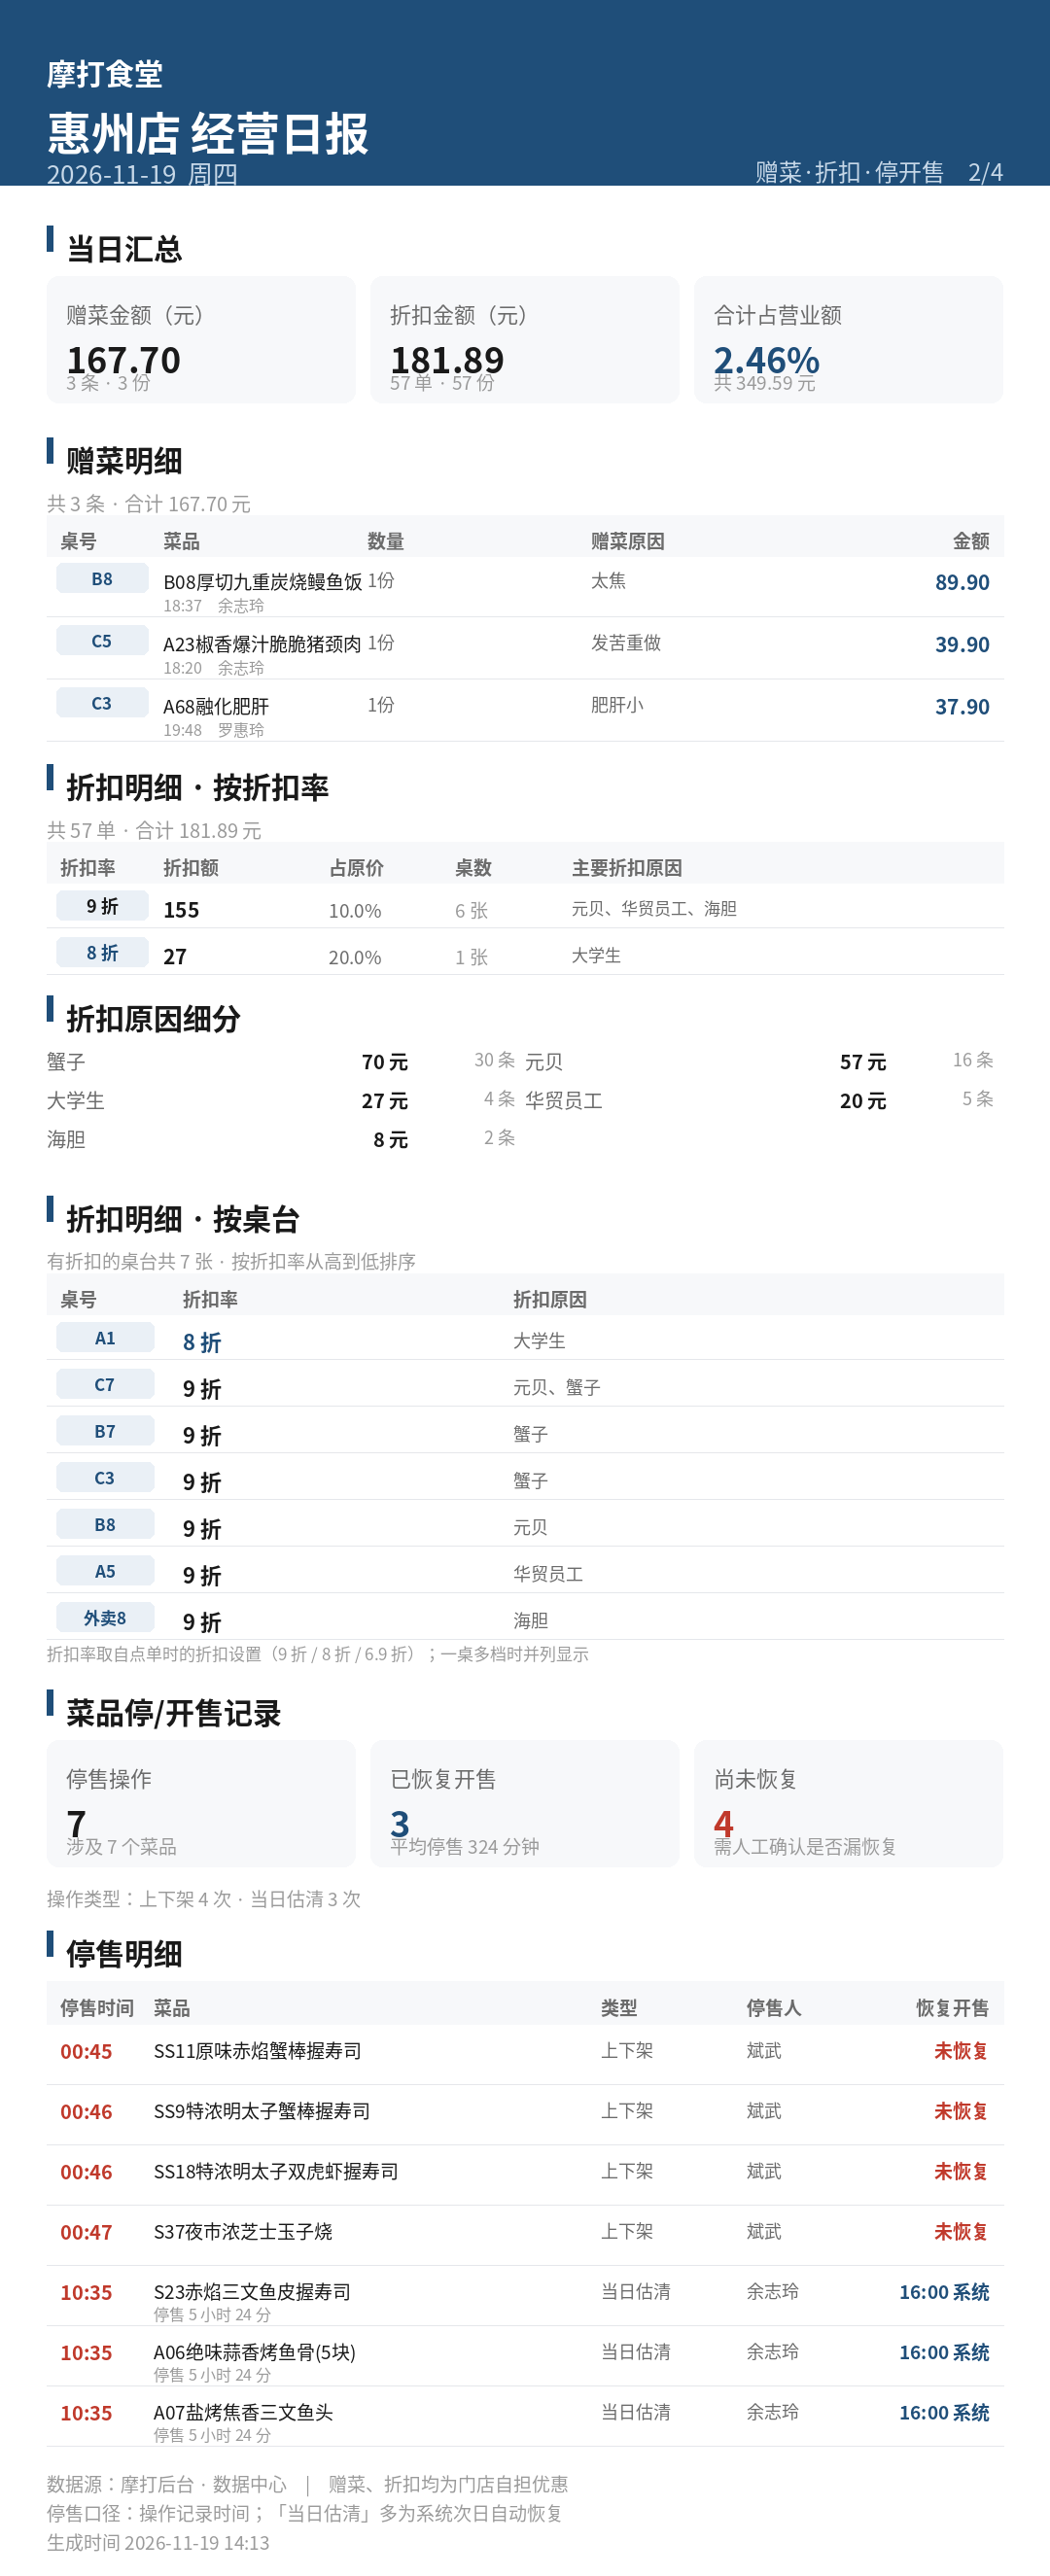 摩打食堂
惠州店 经营日报
2026-11-19 周四
赠菜·折扣·停开售 2/4
当日汇总
赠菜金额（元） 折扣金额（元） 合计占营业额
167.70 181.89 2.46%
3 条 · 3 份 57 单 · 57 份 共 349.59 元
赠菜明细
共 3 条 · 合计 167.70 元
桌号 菜品 数量 赠菜原因 金额
B8 B08厚切九重炭烧鳗鱼饭 1份 太焦 89.90
18:37 余志玲
C5 A23椒香爆汁脆脆猪颈肉 1份 发苦重做 39.90
18:20 余志玲
C3 A68融化肥肝 1份 肥肝小 37.90
19:48 罗惠玲
折扣明细 · 按折扣率
共 57 单 · 合计 181.89 元
折扣率 折扣额 占原价 桌数 主要折扣原因
9 折 155 10.0% 6 张 元贝、华贸员工、海胆
8 折 27 20.0% 1 张 大学生
折扣原因细分
蟹子 70 元 30 条 元贝 57 元 16 条
大学生 27 元 4 条 华贸员工 20 元 5 条
海胆 8 元 2 条
折扣明细 · 按桌台
有折扣的桌台共 7 张 · 按折扣率从高到低排序
桌号 折扣率 折扣原因
A1 8 折 大学生
C7 9 折 元贝、蟹子
B7 9 折 蟹子
C3 9 折 蟹子
B8 9 折 元贝
A5 9 折 华贸员工
外卖8 9 折 海胆
折扣率取自点单时的折扣设置（9 折 / 8 折 / 6.9 折）；一桌多档时并列显示
菜品停/开售记录
停售操作 已恢复开售 尚未恢复
7 3 4
涉及 7 个菜品 平均停售 324 分钟 需人工确认是否漏恢复
操作类型：上下架 4 次 · 当日估清 3 次
停售明细
停售时间 菜品 类型 停售人 恢复开售
00:45 SS11原味赤焰蟹棒握寿司 上下架 斌武 未恢复
00:46 SS9特浓明太子蟹棒握寿司 上下架 斌武 未恢复
00:46 SS18特浓明太子双虎虾握寿司 上下架 斌武 未恢复
00:47 S37夜市浓芝士玉子烧 上下架 斌武 未恢复
10:35 S23赤焰三文鱼皮握寿司 当日估清 余志玲 16:00 系统
停售 5 小时 24 分
10:35 A06绝味蒜香烤鱼骨(5块) 当日估清 余志玲 16:00 系统
停售 5 小时 24 分
10:35 A07盐烤焦香三文鱼头 当日估清 余志玲 16:00 系统
停售 5 小时 24 分
数据源：摩打后台 · 数据中心 | 赠菜、折扣均为门店自担优惠
停售口径：操作记录时间；「当日估清」多为系统次日自动恢复
生成时间 2026-11-19 14:13